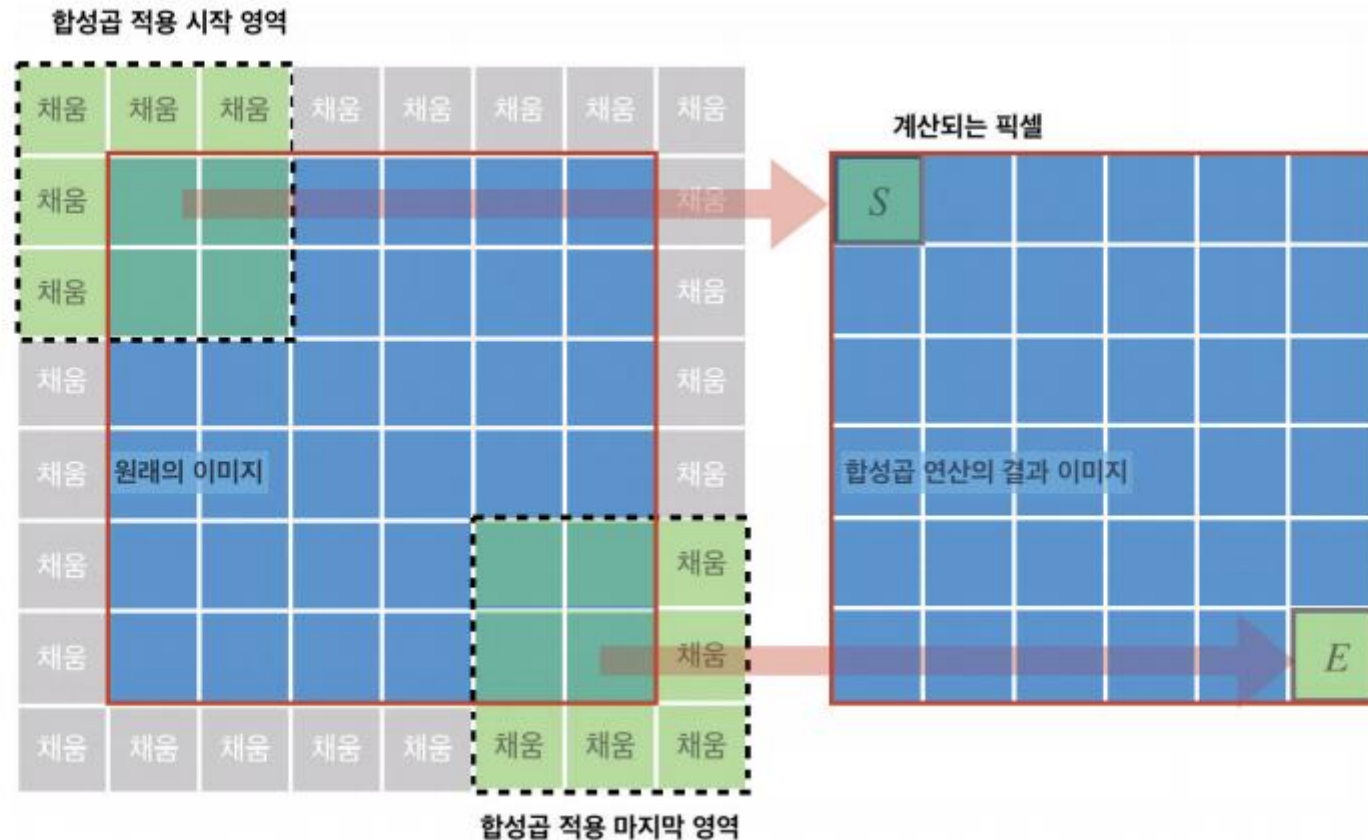 합성곱 적용 시작 영역
채움 채움 채움 채움 채움 채움 채움 채움
계산되는 픽셀
채움 채움 S
채움 채움
채움 채움
채움 원래의 이미지 채움 합성곱 연산의 결과 이미지
채움 채움
채움 채움 E
채움 채움 채움 채움 채움 채움 채움 채움
합성곱 적용 마지막 영역